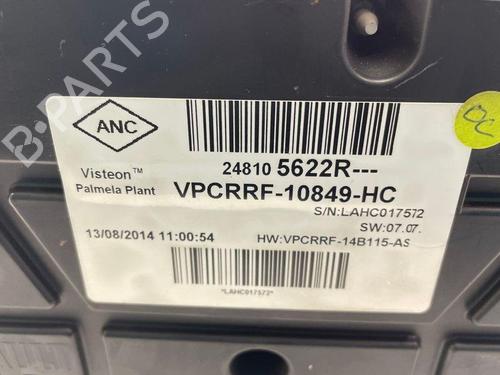 B-PARTS
ANC
OC
24810 5622R---
Visteon™
Palmela Plant
VPCRRF-10849-HC
S/N:LAHC017572
SW:07.07.
13/08/2014 11:00:54
HW:VPCRRF-14B115-AS
*LAHC017572*